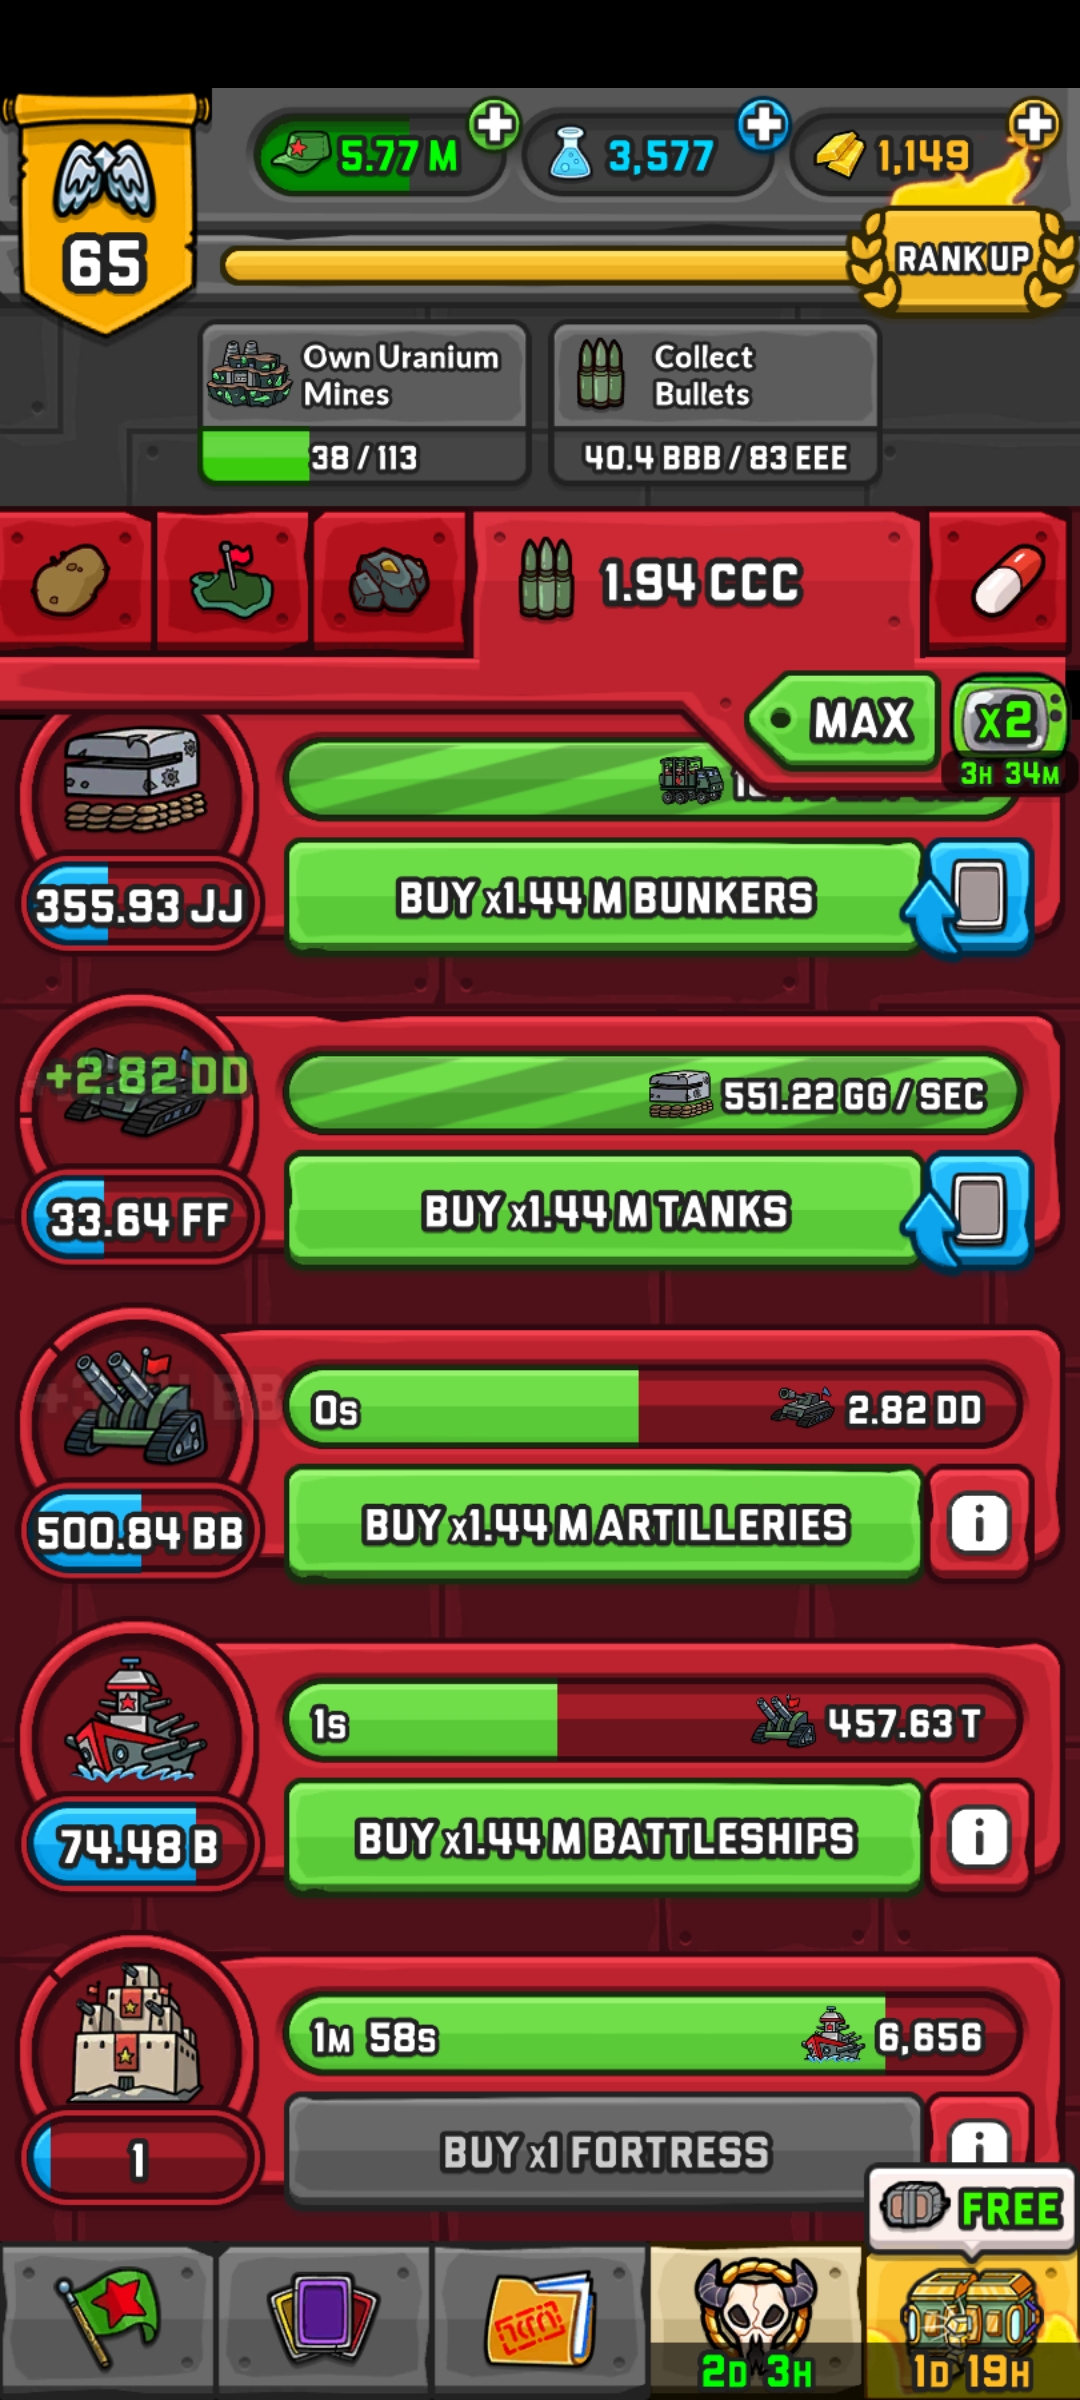 5.77 M
3,577
1,149
65
RANK UP
Own Uranium
Mines
38 / 113
Collect
Bullets
40.4 BBB / 83 EEE
1.94 CCC
MAX
x2
3H 34M
355.93 JJ
BUY x1.44 M BUNKERS
+2.82 DD
551.22 GG / SEC
33.64 FF
BUY x1.44 M TANKS
0s
2.82 DD
500.84 BB
BUY x1.44 M ARTILLERIES
i
1s
457.63 T
74.48 B
BUY x1.44 M BATTLESHIPS
i
1M 58s
6,656
1
BUY x1 FORTRESS
i
FREE
2D 3H
1D 19H